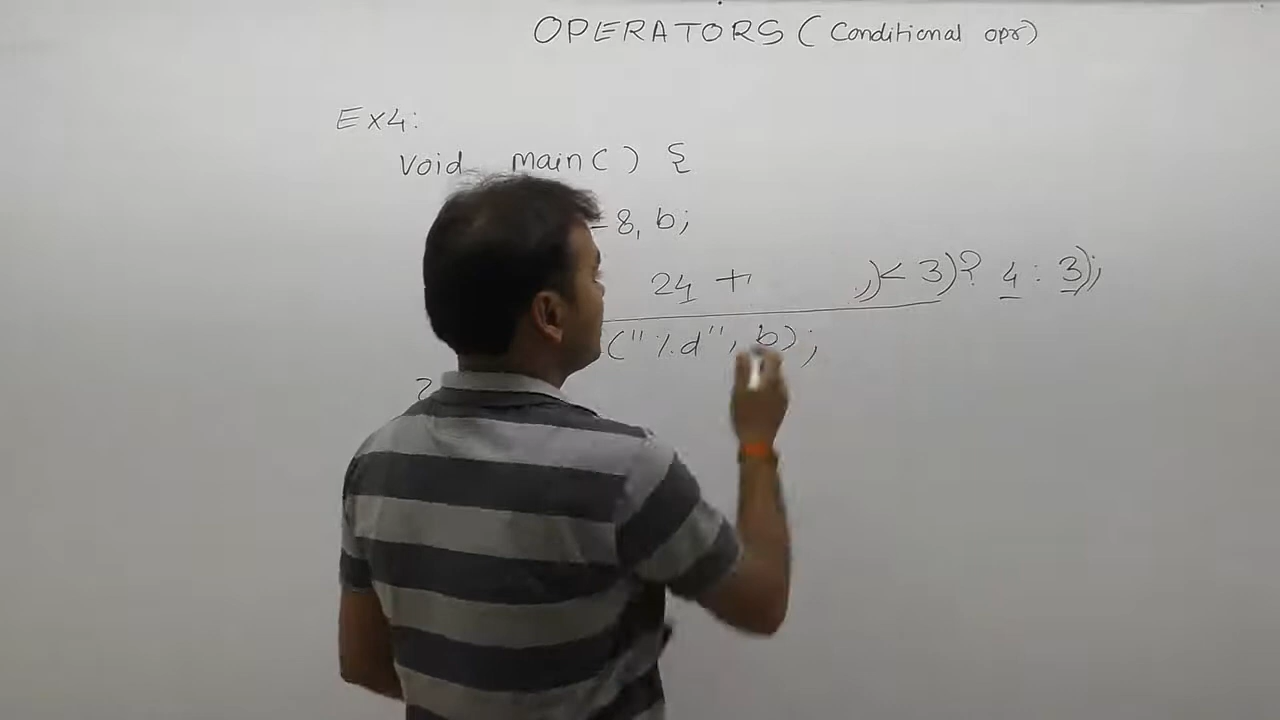 OPERATORS (Conditional opr)
Ex4:
Void main() {
= 8, b;
24 + ,)< 3)? 4 : 3);
("%d", b);